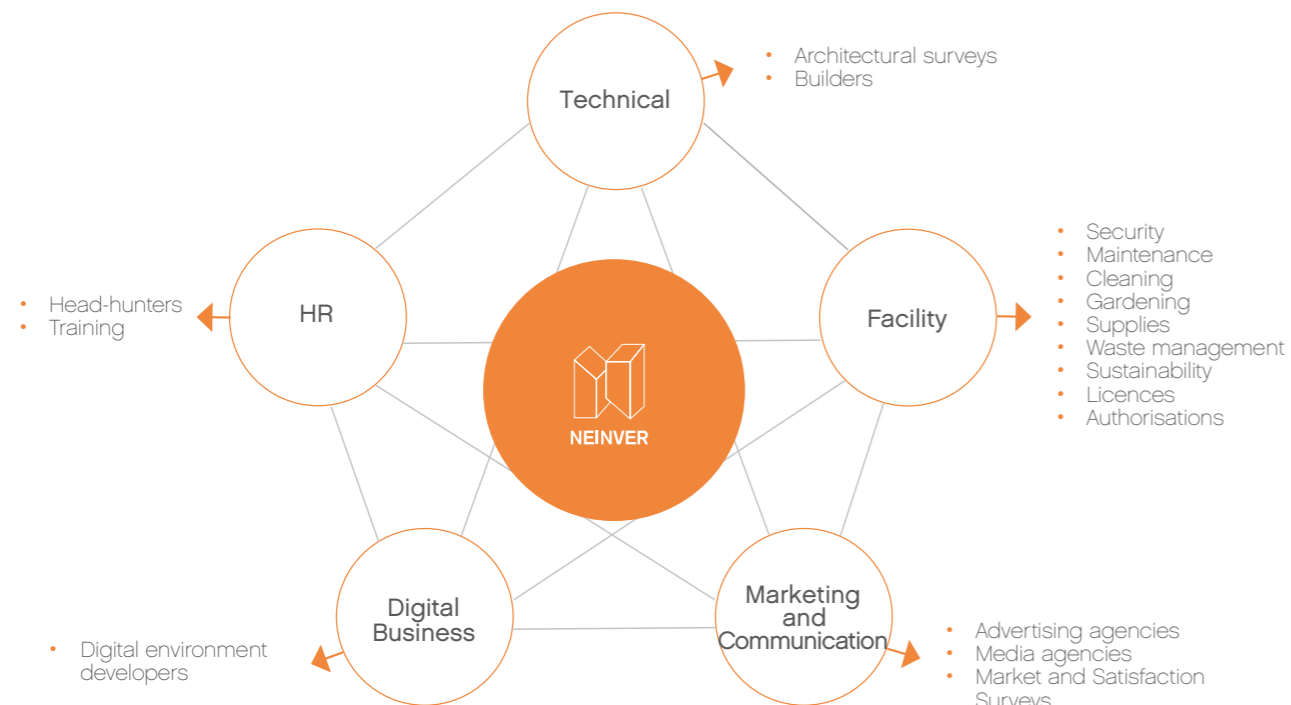 Technical
• Architectural surveys
• Builders
HR
• Head-hunters
• Training
Facility
• Security
• Maintenance
• Cleaning
• Gardening
• Supplies
• Waste management
• Sustainability
• Licences
• Authorisations
NEINVER
Digital
Business
• Digital environment
developers
Marketing
and
Communication
• Advertising agencies
• Media agencies
• Market and Satisfaction
Surveys